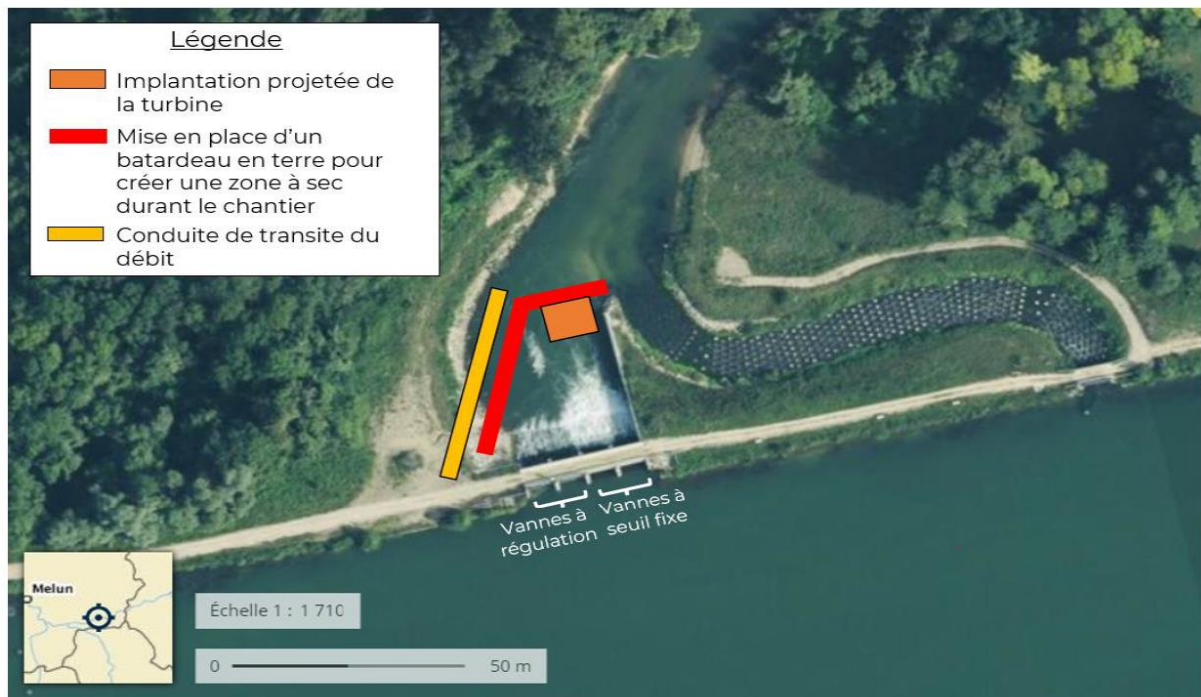 Légende
Implantation projetée de
la turbine
Mise en place d'un
batardeau en terre pour
créer une zone à sec
durant le chantier
Conduite de transite du
débit
Vannes à
régulation
Vannes à
seuil fixe
Melun
Échelle 1 : 1 710
0
50 m